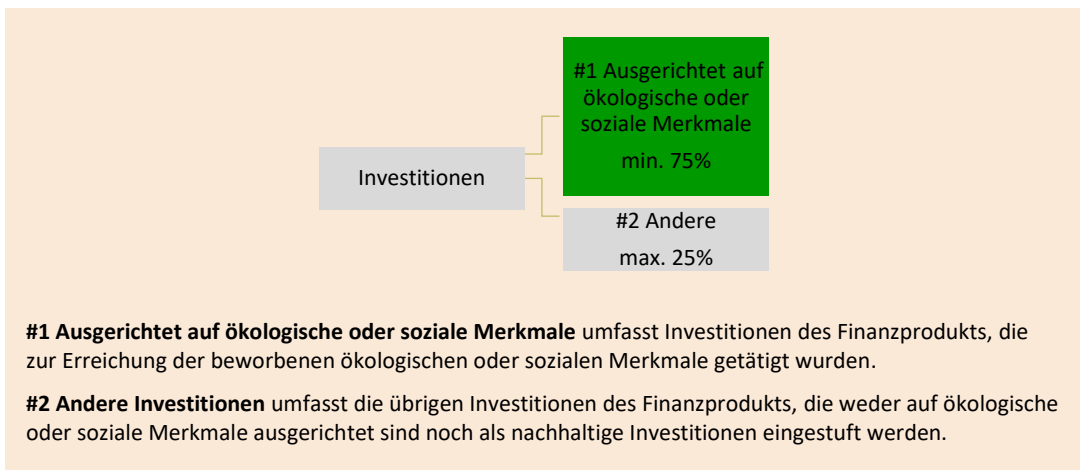 #1 Ausgerichtet auf
ökologische oder
soziale Merkmale
min. 75%
Investitionen
#2 Andere
max. 25%
#1 Ausgerichtet auf ökologische oder soziale Merkmale umfasst Investitionen des Finanzprodukts, die
zur Erreichung der beworbenen ökologischen oder sozialen Merkmale getätigt wurden.
#2 Andere Investitionen umfasst die übrigen Investitionen des Finanzprodukts, die weder auf ökologische
oder soziale Merkmale ausgerichtet sind noch als nachhaltige Investitionen eingestuft werden.